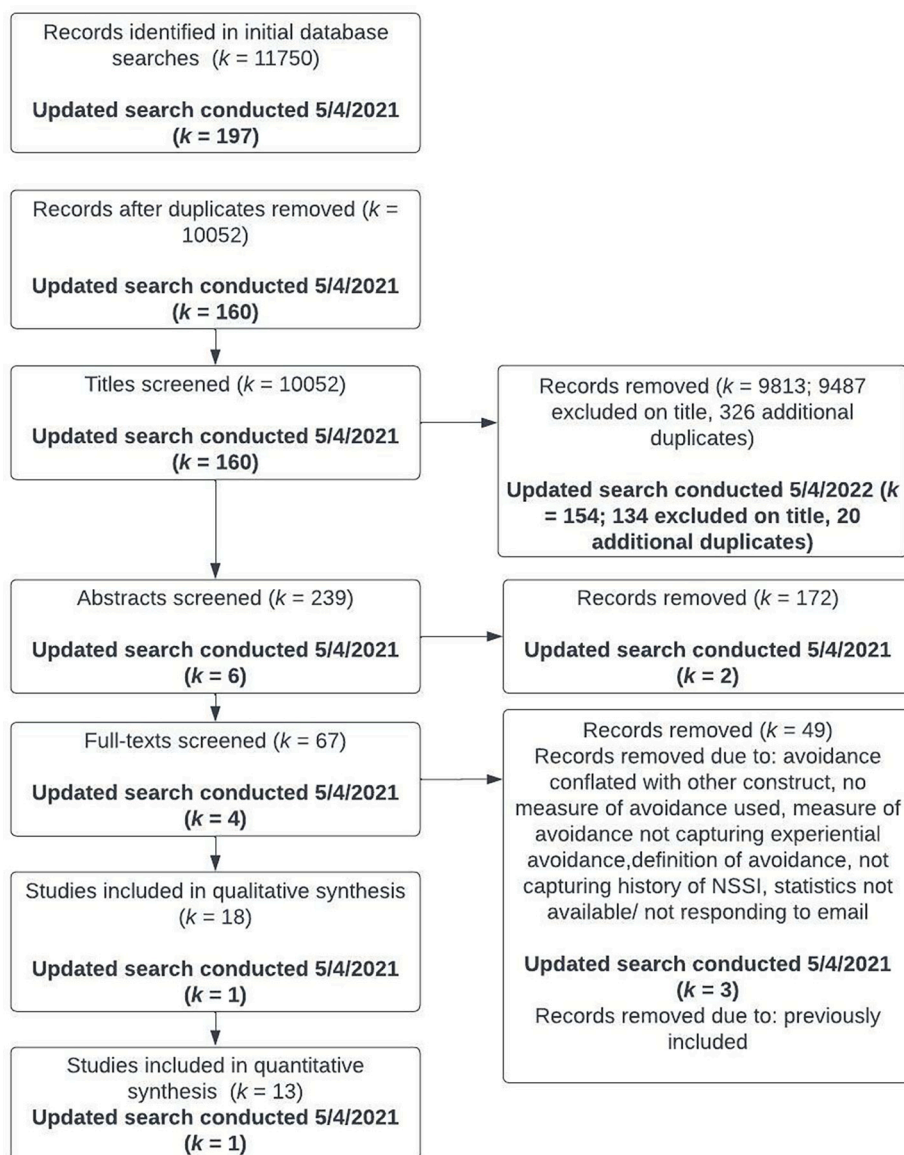 Records identified in initial database
searches (k = 11750)
Updated search conducted 5/4/2021
(k = 197)
Records after duplicates removed (k =
10052)
Updated search conducted 5/4/2021
(k = 160)
Titles screened (k = 10052)
Updated search conducted 5/4/2021
(k = 160)
Records removed (k = 9813; 9487
excluded on title, 326 additional
duplicates)
Updated search conducted 5/4/2022 (k
= 154; 134 excluded on title, 20
additional duplicates)
Abstracts screened (k = 239)
Updated search conducted 5/4/2021
(k = 6)
Records removed (k = 172)
Updated search conducted 5/4/2021
(k = 2)
Full-texts screened (k = 67)
Updated search conducted 5/4/2021
(k = 4)
Records removed (k = 49)
Records removed due to: avoidance
conflated with other construct, no
measure of avoidance used, measure of
avoidance not capturing experiential
avoidance,definition of avoidance, not
capturing history of NSSI, statistics not
available/ not responding to email
Updated search conducted 5/4/2021
(k = 3)
Records removed due to: previously
included
Studies included in qualitative synthesis
(k = 18)
Updated search conducted 5/4/2021
(k = 1)
Studies included in quantitative
synthesis (k = 13)
Updated search conducted 5/4/2021
(k = 1)